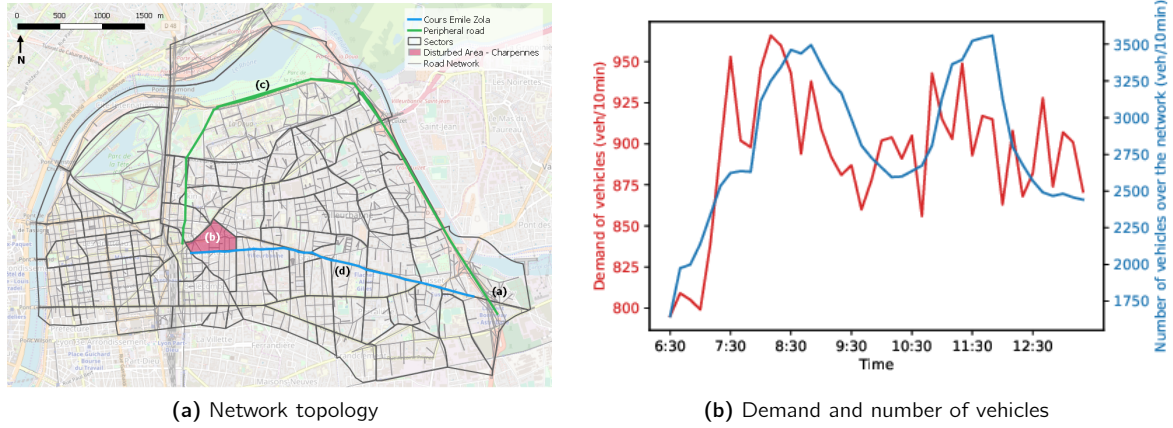 0 500 1000 1500 m
N
Cours Emile Zola
Peripheral road
Sectors
Disturbed Area - Charpennes
Road Network
(c)
(b)
(d)
(a)
(a) Network topology
Demand of vehicles (veh/10min)
950
925
900
875
850
825
800
Number of vehicles over the network (veh/10min)
3500
3250
3000
2750
2500
2250
2000
1750
6:30 7:30 8:30 9:30 10:30 11:30 12:30
Time
(b) Demand and number of vehicles